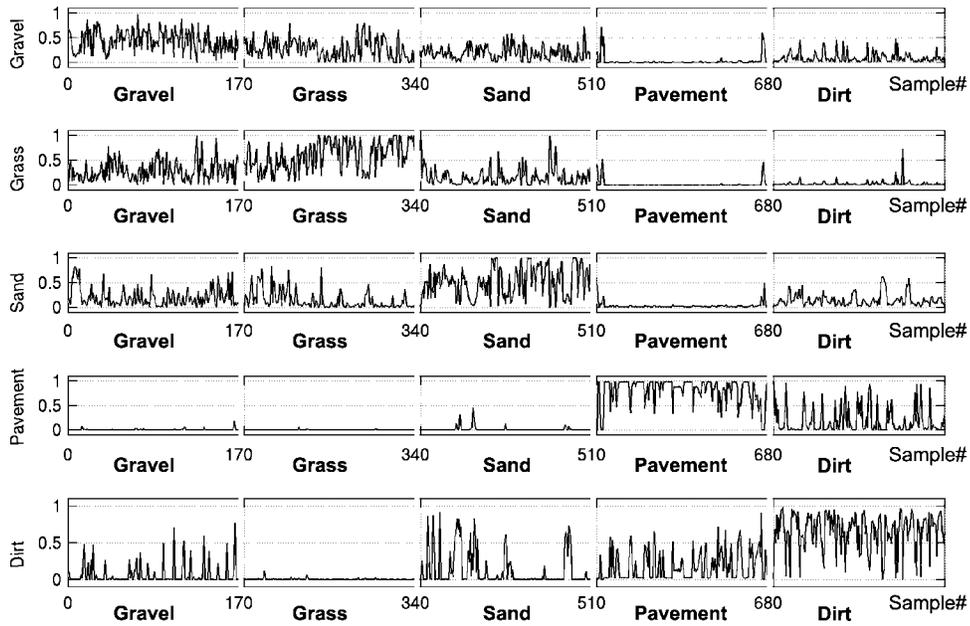 Gravel
1
0.5
0
0 170 340 510 680 Sample#
Gravel Grass Sand Pavement Dirt
Grass
1
0.5
0
0 170 340 510 680 Sample#
Gravel Grass Sand Pavement Dirt
Sand
1
0.5
0
0 170 340 510 680 Sample#
Gravel Grass Sand Pavement Dirt
Pavement
1
0.5
0
0 170 340 510 680 Sample#
Gravel Grass Sand Pavement Dirt
Dirt
1
0.5
0
0 170 340 510 680 Sample#
Gravel Grass Sand Pavement Dirt